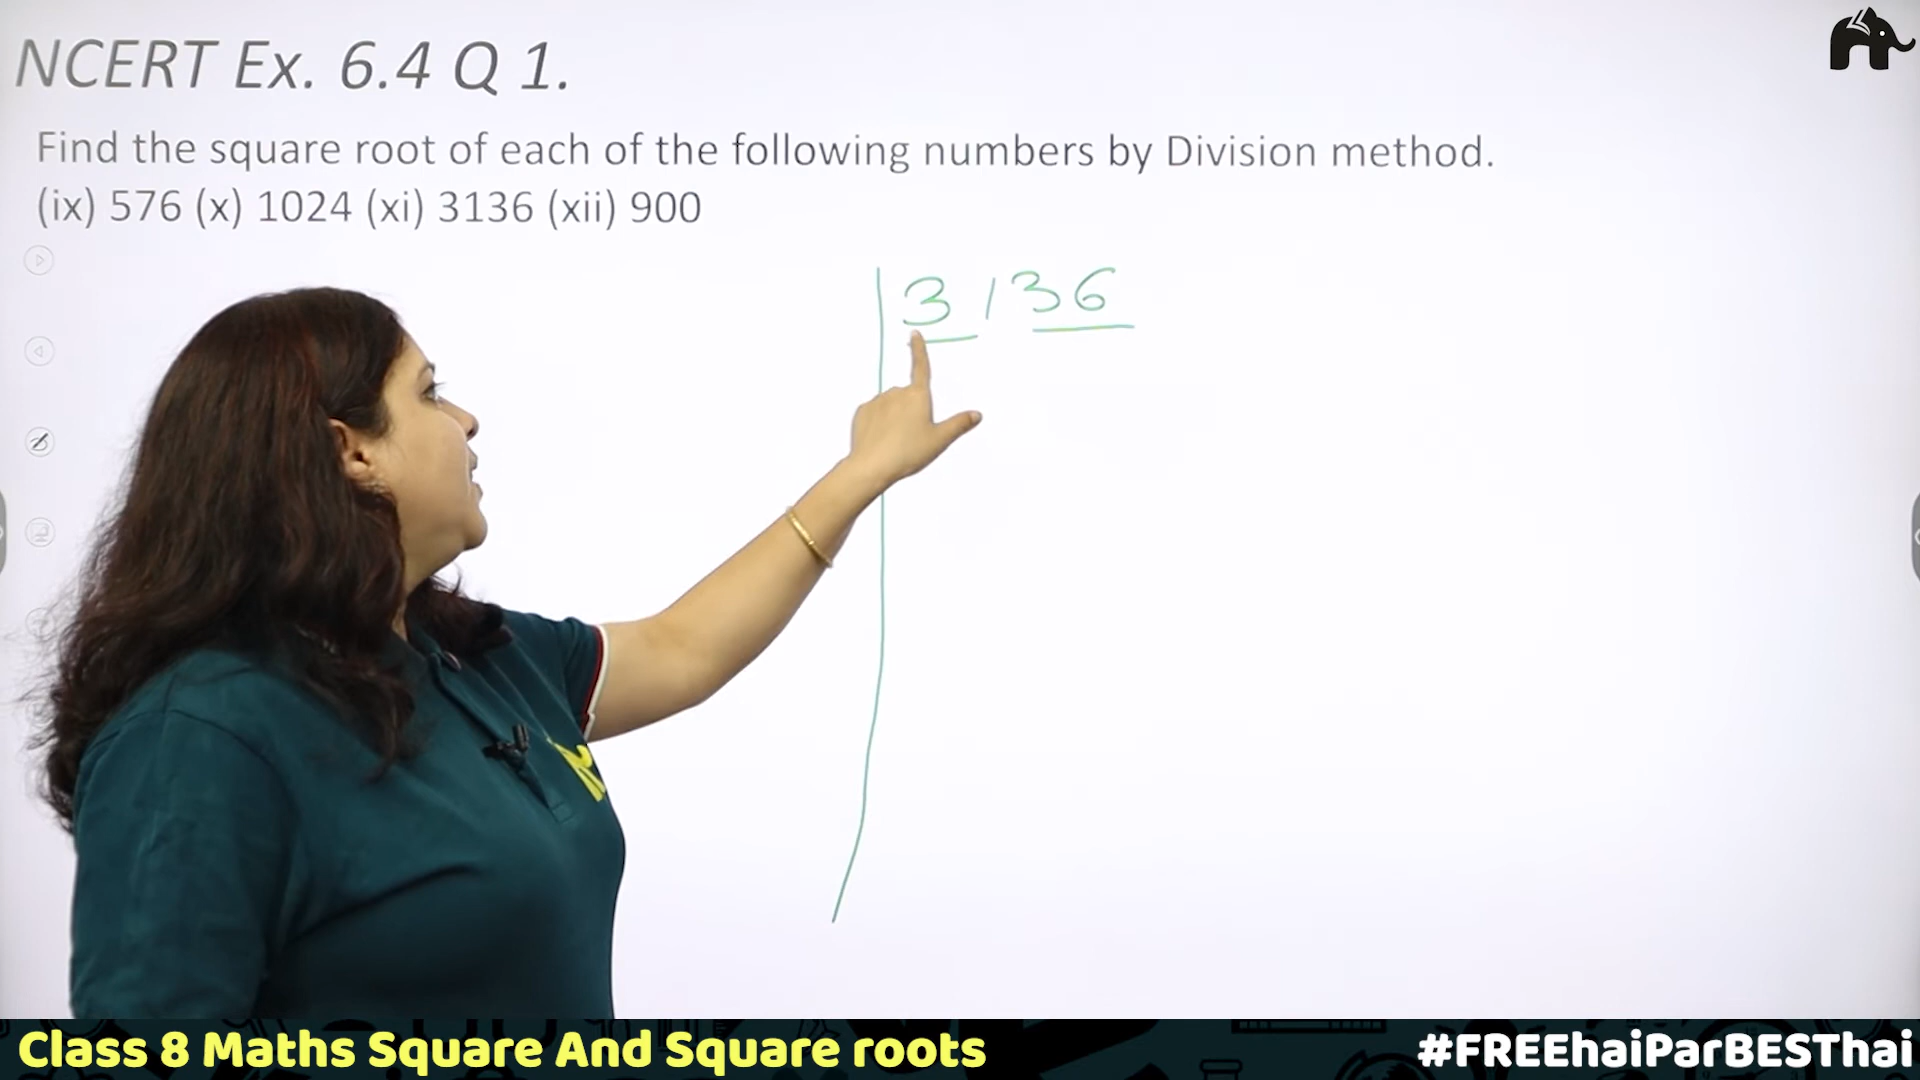 NCERT Ex. 6.4 Q 1.
Find the square root of each of the following numbers by Division method.
(ix) 576 (x) 1024 (xi) 3136 (xii) 900
3136
Class 8 Maths Square And Square roots
#FREEhaiParBESThai